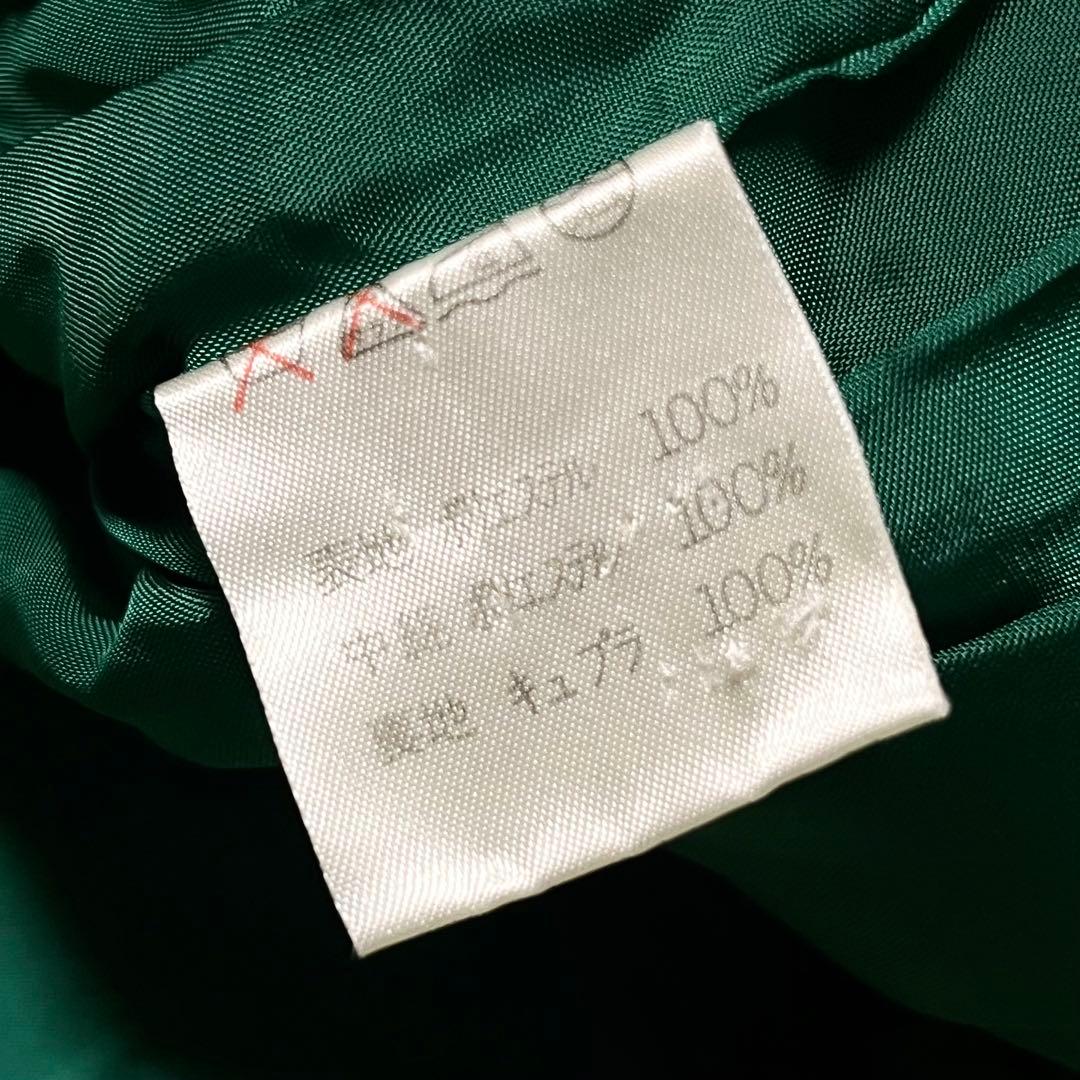 表地 ポリエステル 100%
中綿 ポリエステル 100%
裏地 キュプラ 100%